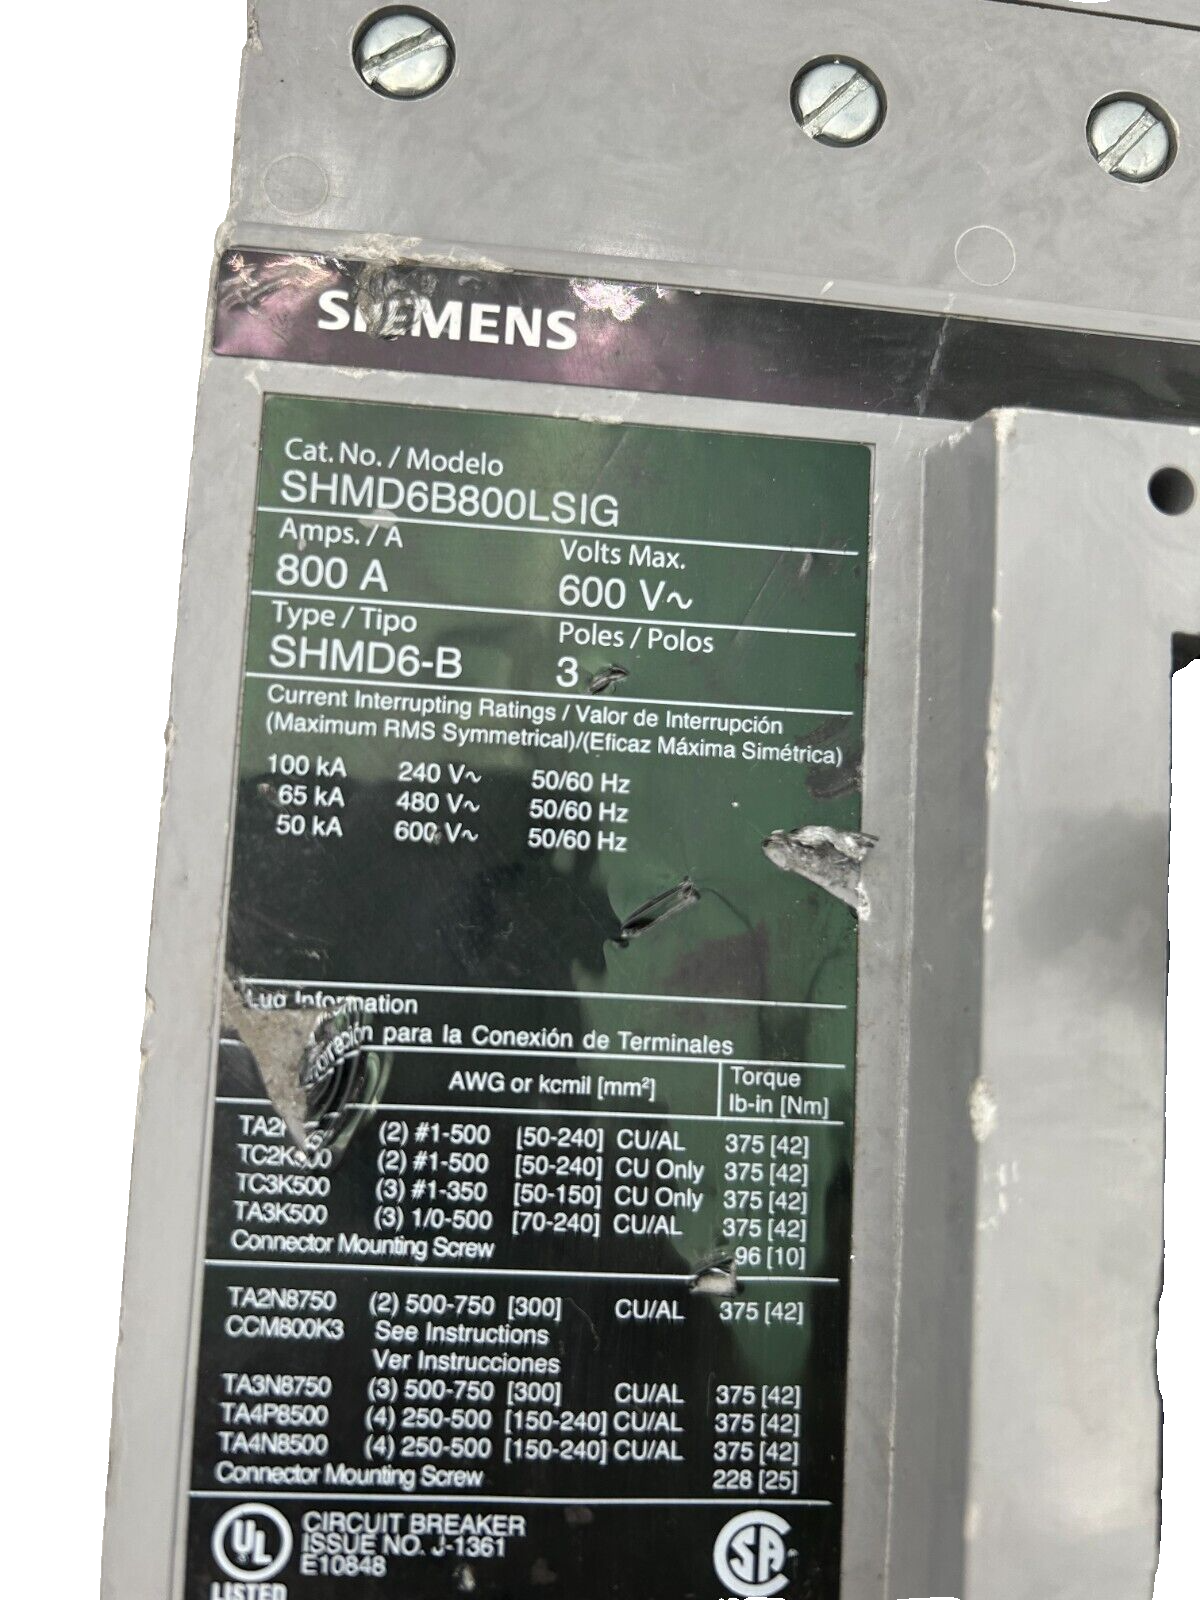 SIEMENS
Cat. No. / Modelo
SHMD6B800LSIG
Amps. / A Volts Max.
800 A 600 V~
Type / Tipo Poles / Polos
SHMD6-B 3
Current Interrupting Ratings / Valor de Interrupción
(Maximum RMS Symmetrical)/(Eficaz Máxima Simétrica)
100 kA 240 V~ 50/60 Hz
65 kA 480 V~ 50/60 Hz
50 kA 600 V~ 50/60 Hz
Lug Information
para la Conexión de Terminales
AWG or kcmil [mm²] Torque
lb-in [Nm]
(2) #1-500 [50-240] CU/AL 375 [42]
TC2K500 (2) #1-500 [50-240] CU Only 375 [42]
TC3K500 (3) #1-350 [50-150] CU Only 375 [42]
TA3K500 (3) 1/0-500 [70-240] CU/AL 375 [42]
Connector Mounting Screw 96 [10]
TA2N8750 (2) 500-750 [300] CU/AL 375 [42]
CCM800K3 See Instructions
Ver Instrucciones
TA3N8750 (3) 500-750 [300] CU/AL 375 [42]
TA4P8500 (4) 250-500 [150-240] CU/AL 375 [42]
TA4N8500 (4) 250-500 [150-240] CU/AL 375 [42]
Connector Mounting Screw 228 [25]
UL CIRCUIT BREAKER SA
ISSUE NO. J-1361
E10848
LISTED